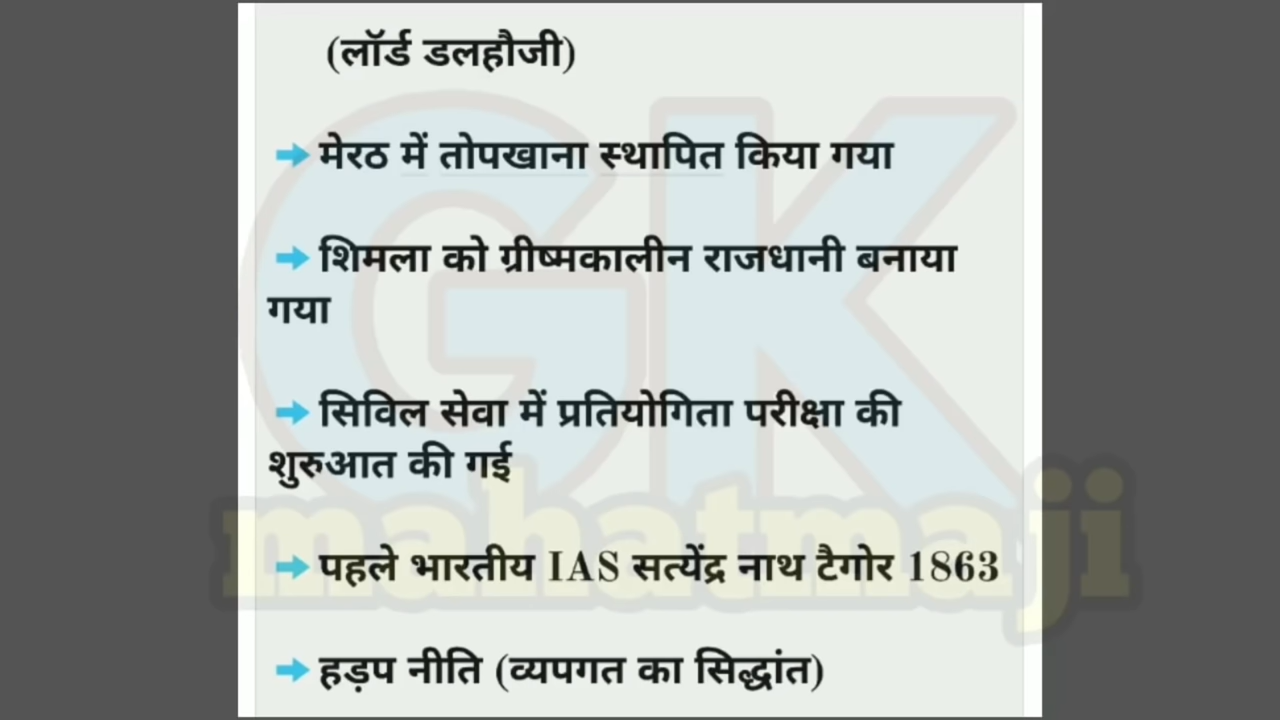 (लॉर्ड डलहौजी)
➡ मेरठ में तोपखाना स्थापित किया गया
➡ शिमला को ग्रीष्मकालीन राजधानी बनाया
गया
➡ सिविल सेवा में प्रतियोगिता परीक्षा की
शुरुआत की गई
➡ पहले भारतीय IAS सत्येंद्र नाथ टैगोर 1863
➡ हड़प नीति (व्यपगत का सिद्धांत)
GK
mahatmaji